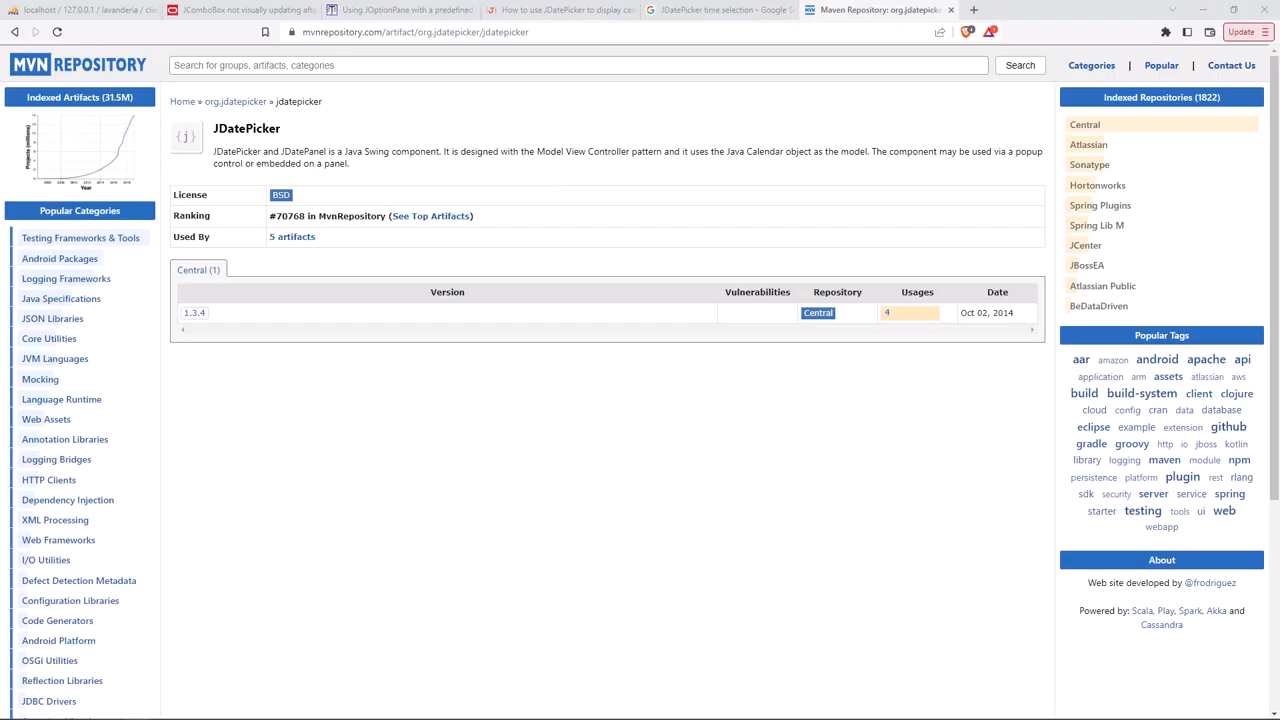 localhost / 127.0.0.1 / lavanderia / clie
JComboBox not visually updating afte
Using JOptionPane with a predefined
How to use JDatePicker to display cal
JDatePicker time selection - Google S
Maven Repository: org.jdatepicke
mvnrepository.com/artifact/org.jdatepicker/jdatepicker
4
Update
MVN REPOSITORY
Search for groups, artifacts, categories
Search
Categories | Popular | Contact Us
Indexed Artifacts (31.5M)
Projects (millions)
Year
Popular Categories
Testing Frameworks & Tools
Android Packages
Logging Frameworks
Java Specifications
JSON Libraries
Core Utilities
JVM Languages
Mocking
Language Runtime
Web Assets
Annotation Libraries
Logging Bridges
HTTP Clients
Dependency Injection
XML Processing
Web Frameworks
I/O Utilities
Defect Detection Metadata
Configuration Libraries
Code Generators
Android Platform
OSGi Utilities
Reflection Libraries
JDBC Drivers
Home » org.jdatepicker » jdatepicker
{j}
JDatePicker
JDatePicker and JDatePanel is a Java Swing component. It is designed with the Model View Controller pattern and it uses the Java Calendar object as the model. The component may be used via a popup
control or embedded on a panel.
License BSD
Ranking #70768 in MvnRepository (See Top Artifacts)
Used By 5 artifacts
Central (1)
Version Vulnerabilities Repository Usages Date
1.3.4 Central 4 Oct 02, 2014
Indexed Repositories (1822)
Central
Atlassian
Sonatype
Hortonworks
Spring Plugins
Spring Lib M
JCenter
JBossEA
Atlassian Public
BeDataDriven
Popular Tags
aar amazon android apache api
application arm assets atlassian aws
build build-system client clojure
cloud config cran data database
eclipse example extension github
gradle groovy http io jboss kotlin
library logging maven module npm
persistence platform plugin rest rlang
sdk security server service spring
starter testing tools ui web
webapp
About
Web site developed by @frodriguez
Powered by: Scala, Play, Spark, Akka and
Cassandra